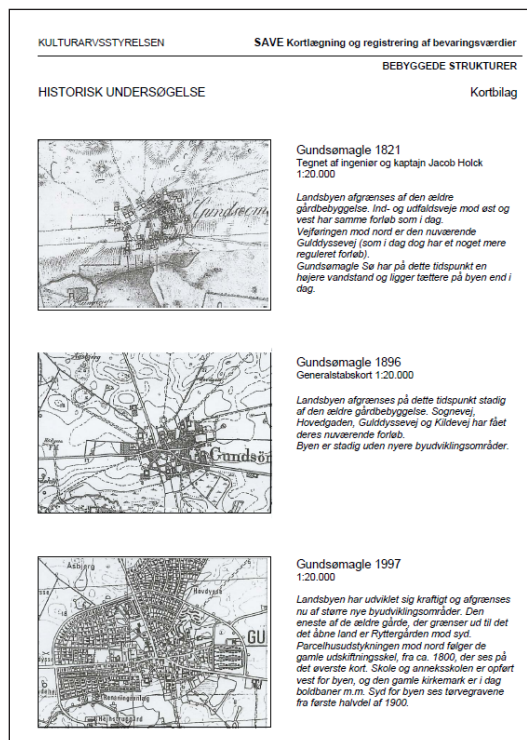 KULTURARVSSTYRELSEN
SAVE Kortlægning og registrering af bevaringsværdier
BEBYGGEDE STRUKTURER
HISTORISK UNDERSØGELSE
Kortbilag
Gundsømagle 1821
Tegnet af ingeniør og kaptajn Jacob Holck
1:20.000
Landsbyen afgrænses af den ældre
gårdbebyggelse. Ind- og udfaldsveje mod øst og
vest har samme forløb som i dag.
Vejføringen mod nord er den nuværende
Gulddyssevej (som i dag dog har et noget mere
reguleret forløb).
Gundsømagle Sø har på dette tidspunkt en
højere vandstand og ligger tættere på byen end i
dag.
Gundsøm
Gundsømagle 1896
Generalstabskort 1:20.000
Landsbyen afgrænses på dette tidspunkt stadig
af den ældre gårdbebyggelse. Sognevej,
Hovedgaden, Gulddyssevej og Kildevej har fået
deres nuværende forløb.
Byen er stadig uden nyere byudviklingsområder.
Gundsör
Gundsømagle 1997
1:20.000
Landsbyen har udviklet sig kraftigt og afgrænses
nu af større nye byudviklingsområder. Den
eneste af de ældre gårde, der grænser ud til det
det åbne land er Ryttergården mod syd.
Parcelhusudstykningen mod nord følger de
gamle udskiftningsskel, fra ca. 1800, der ses på
det øverste kort. Skole og anneksskolen er opført
vest for byen, og den gamle kirkemark er i dag
boldbaner m.m. Syd for byen ses tørvegravene
fra første halvdel af 1900.
Åsbjerg
GU